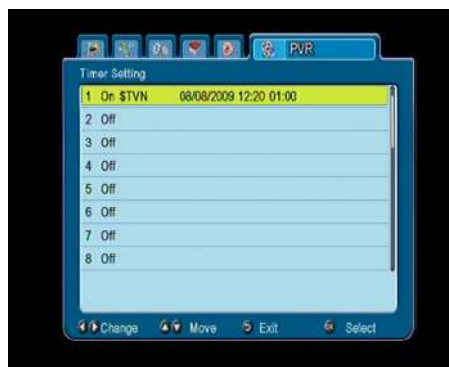 PVR
Timer Setting
1 On $TVN 08/08/2009 12:20 01:00
2 Off
3 Off
4 Off
5 Off
6 Off
7 Off
8 Off
Change Move Exit Select